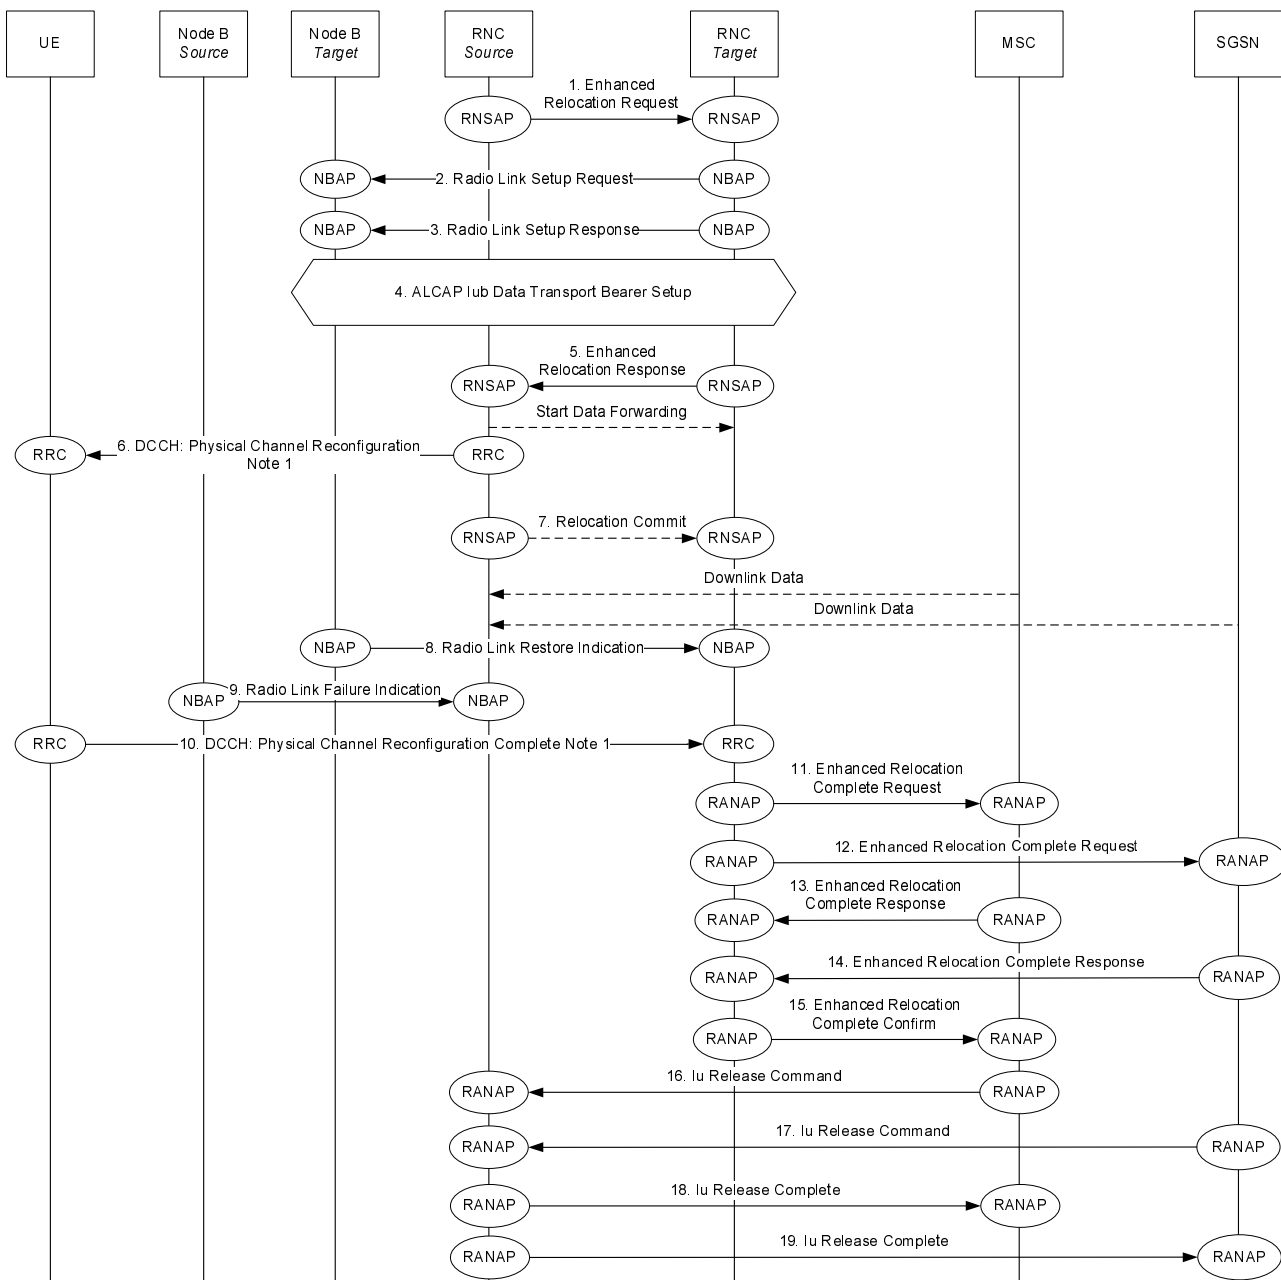 UE
Node B
Source
Node B
Target
RNC
Source
RNC
Target
MSC
SGSN
1. Enhanced
Relocation Request
RNSAP
RNSAP
NBAP
2. Radio Link Setup Request
NBAP
NBAP
3. Radio Link Setup Response
NBAP
4. ALCAP Iub Data Transport Bearer Setup
5. Enhanced
Relocation Response
RNSAP
RNSAP
Start Data Forwarding
RRC
6. DCCH: Physical Channel Reconfiguration
Note 1
RRC
RNSAP
7. Relocation Commit
RNSAP
Downlink Data
Downlink Data
NBAP
8. Radio Link Restore Indication
NBAP
NBAP
9. Radio Link Failure Indication
NBAP
RRC
10. DCCH: Physical Channel Reconfiguration Complete Note 1
RRC
11. Enhanced Relocation
Complete Request
RANAP
RANAP
12. Enhanced Relocation Complete Request
RANAP
RANAP
13. Enhanced Relocation
Complete Response
RANAP
RANAP
14. Enhanced Relocation Complete Response
RANAP
RANAP
15. Enhanced Relocation
Complete Confirm
RANAP
RANAP
16. Iu Release Command
RANAP
RANAP
17. Iu Release Command
RANAP
RANAP
18. Iu Release Complete
RANAP
RANAP
19. Iu Release Complete
RANAP
RANAP